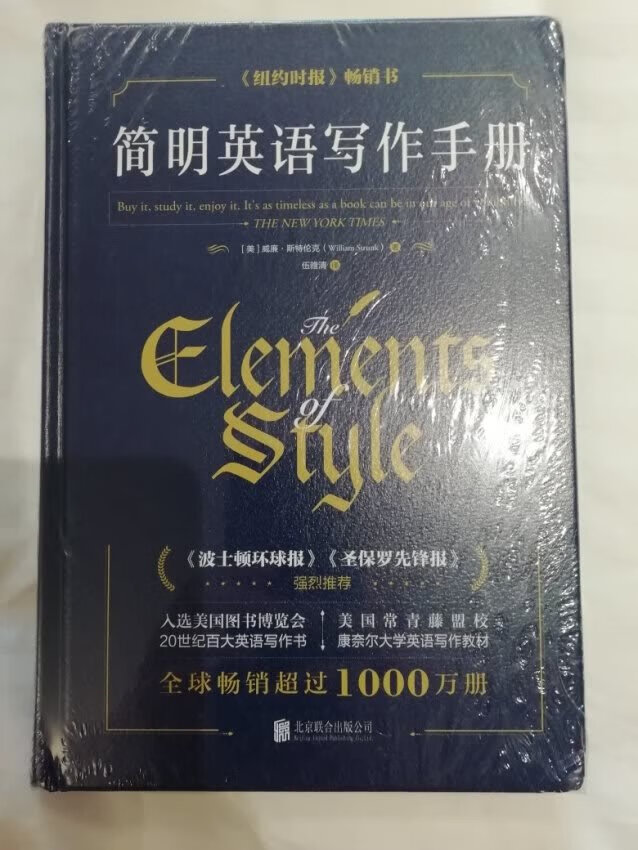 《纽约时报》畅销书
简明英语写作手册
Buy it, study it, enjoy it. It's as timeless as a book can be in our age of
THE NEW YORK TIMES
[美] 威廉·斯特伦克 (William Strunk) 著
伍赠清 译
The
Elements
of
Style
《波士顿环球报》《圣保罗先锋报》
强烈推荐
入选美国图书博览会 美国常青藤盟校
20世纪百大英语写作书 康奈尔大学英语写作教材
全球畅销超过1000万册
北京联合出版公司
Beijing United Publishing Co.,Ltd.